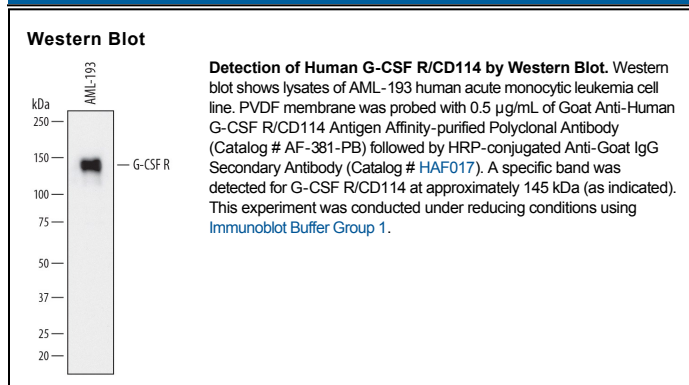 Western Blot
kDa
AML-193
250
150
G-CSF R
100
75
50
37
25
20
Detection of Human G-CSF R/CD114 by Western Blot. Western
blot shows lysates of AML-193 human acute monocytic leukemia cell
line. PVDF membrane was probed with 0.5 µg/mL of Goat Anti-Human
G-CSF R/CD114 Antigen Affinity-purified Polyclonal Antibody
(Catalog # AF-381-PB) followed by HRP-conjugated Anti-Goat IgG
Secondary Antibody (Catalog # HAF017). A specific band was
detected for G-CSF R/CD114 at approximately 145 kDa (as indicated).
This experiment was conducted under reducing conditions using
Immunoblot Buffer Group 1.